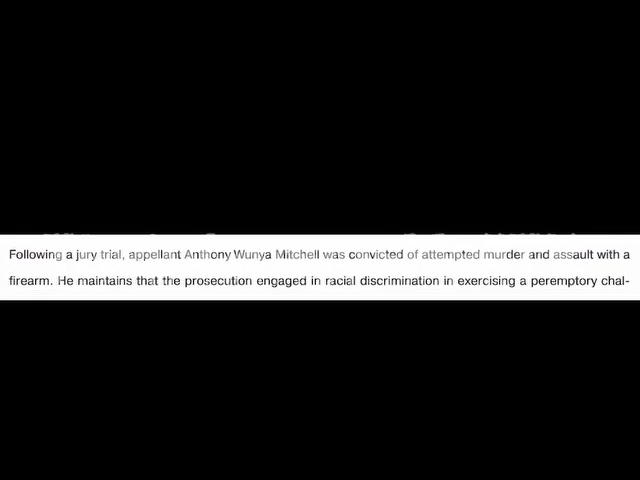 Following a jury trial, appellant Anthony Wunya Mitchell was convicted of attempted murder and assault with a
firearm. He maintains that the prosecution engaged in racial discrimination in exercising a peremptory chal-